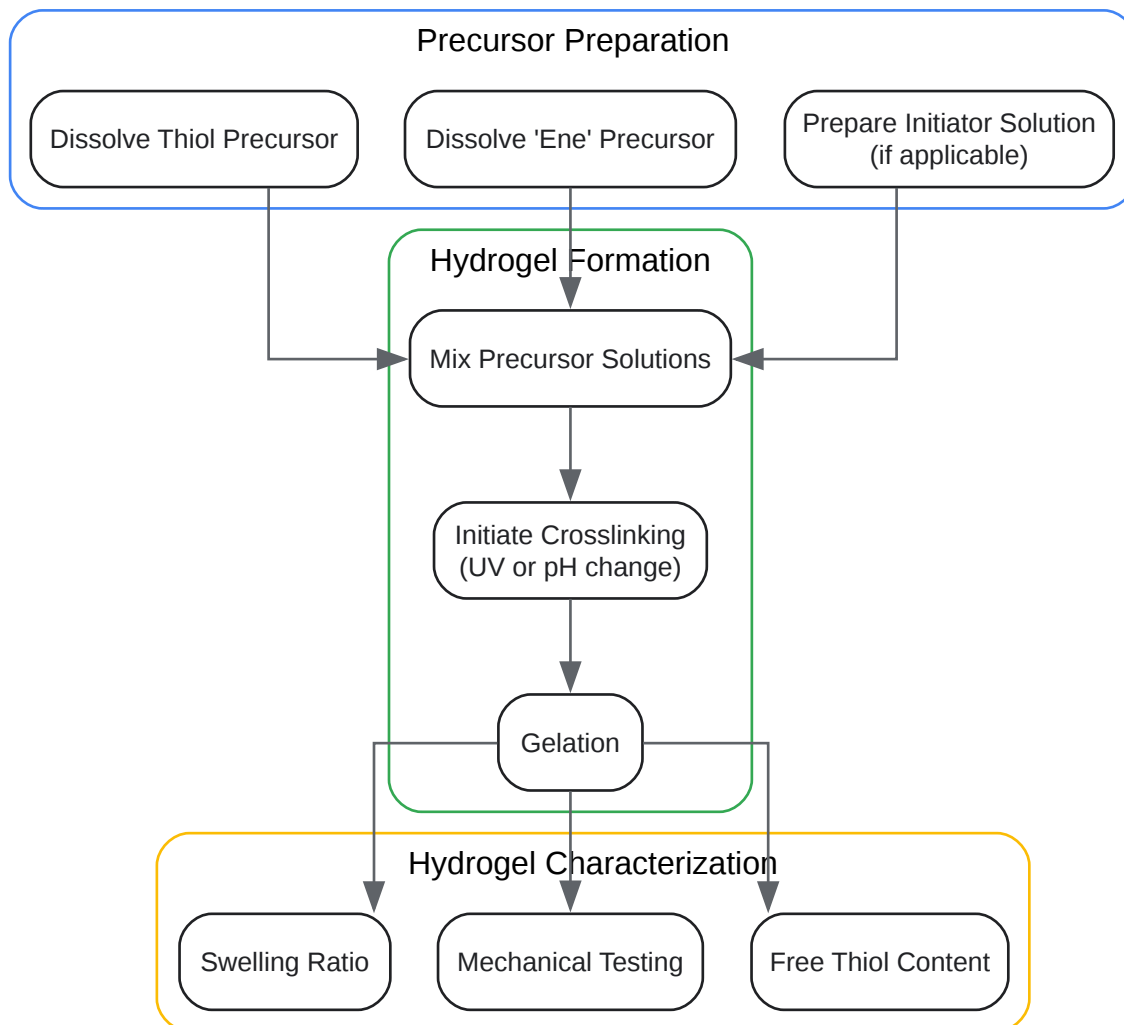 Precursor Preparation
Dissolve Thiol Precursor
Dissolve 'Ene' Precursor
Prepare Initiator Solution
(if applicable)
Hydrogel Formation
Mix Precursor Solutions
Initiate Crosslinking
(UV or pH change)
Gelation
Hydrogel Characterization
Swelling Ratio
Mechanical Testing
Free Thiol Content